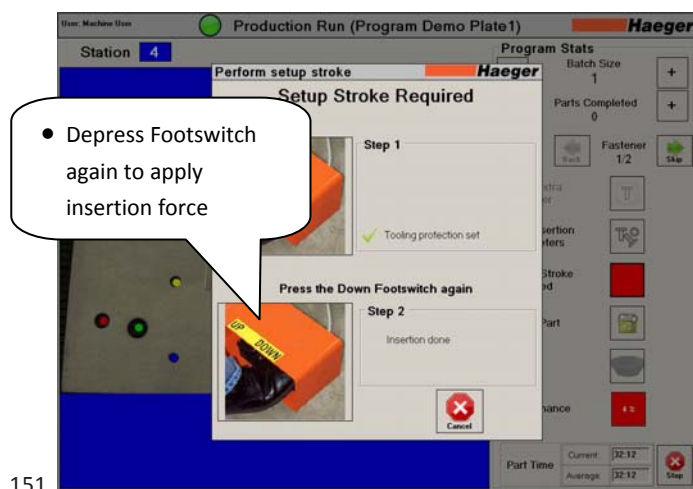 User: Machine User
Production Run (Program Demo Plate1)
Haeger
Station 4
Program Stats
Batch Size
1
+
Parts Completed
0
+
Back
Fastener
1/2
Skip
Perform setup stroke
Haeger
Setup Stroke Required
Step 1
Tooling protection set
Press the Down Footswitch again
Step 2
Insertion done
UP DOWN
Cancel
• Depress Footswitch
again to apply
insertion force
Part
4 %
Part Time
Current 32:12
Average 32:12
Stop
151